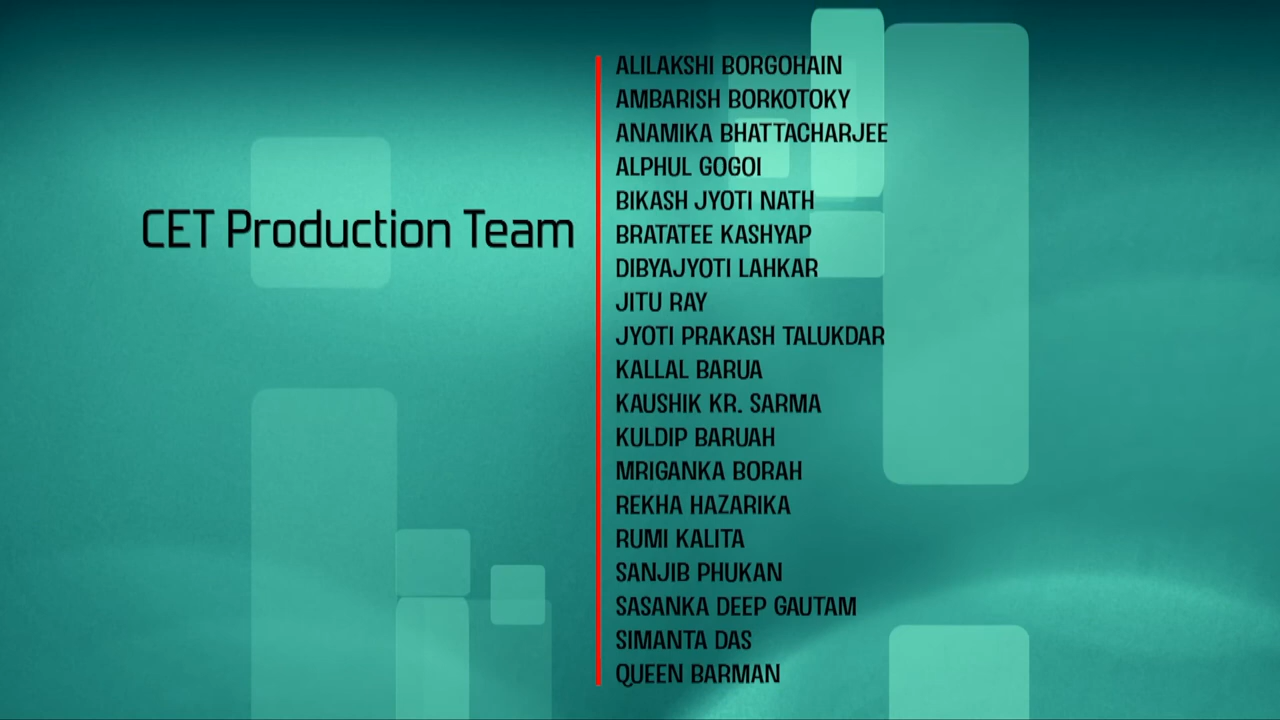 CET Production Team
ALILAKSHI BORGOHAIN
AMBARISH BORKOTOKY
ANAMIKA BHATTACHARJEE
ALPHUL GOGOI
BIKASH JYOTI NATH
BRATATEE KASHYAP
DIBYAJYOTI LAHKAR
JITU RAY
JYOTI PRAKASH TALUKDAR
KALLAL BARUA
KAUSHIK KR. SARMA
KULDIP BARUAH
MRIGANKA BORAH
REKHA HAZARIKA
RUMI KALITA
SANJIB PHUKAN
SASANKA DEEP GAUTAM
SIMANTA DAS
QUEEN BARMAN